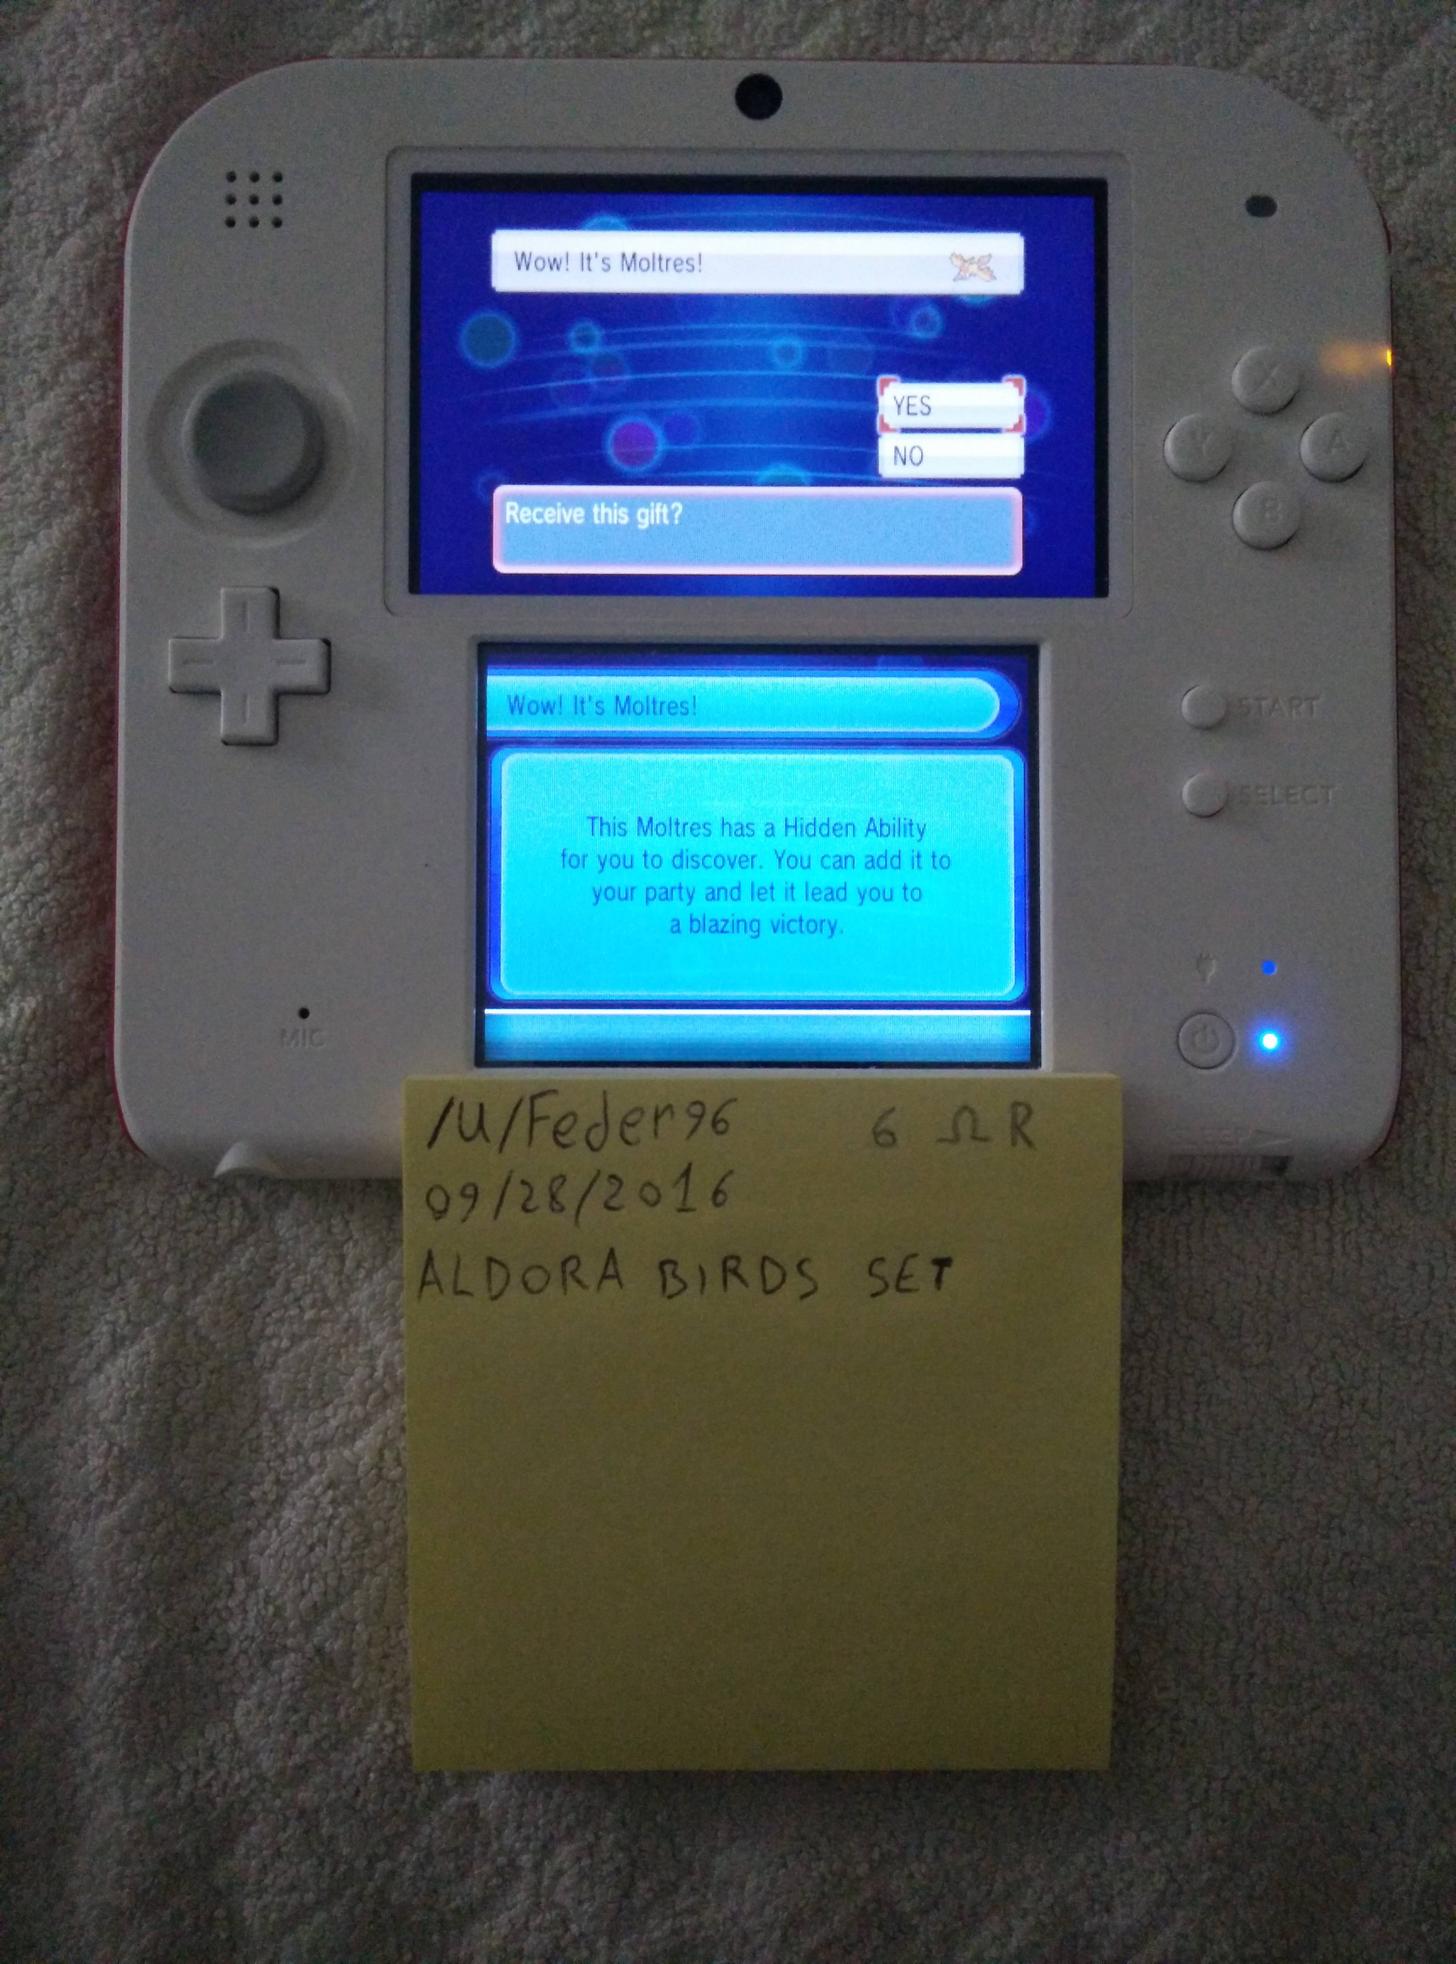 Wow! It's Moltres!
YES
NO
Receive this gift?
X
Y
A
B
Wow! It's Moltres!
START
SELECT
This Moltres has a Hidden Ability
for you to discover. You can add it to
your party and let it lead you to
a blazing victory.
MIC
/u/Feder96 6 ΩR
09/28/2016
ALDORA BIRDS SET